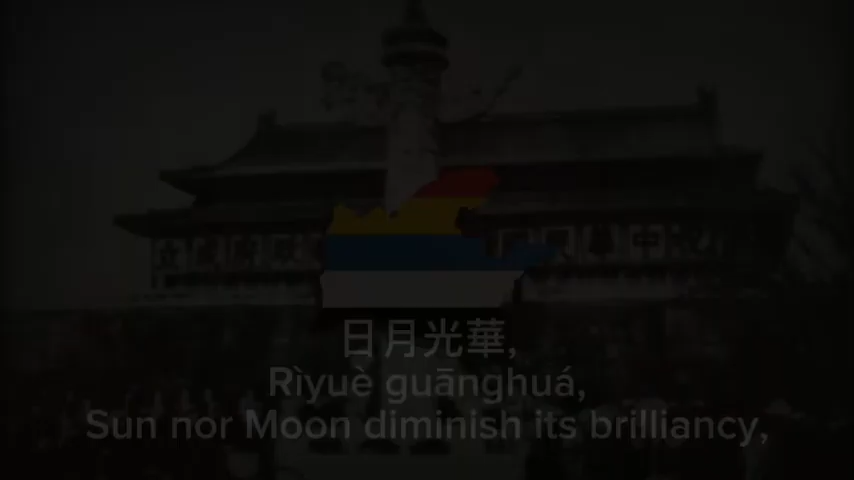 日月光華,
Rìyuè guānghuá,
Sun nor Moon diminish its brilliancy,